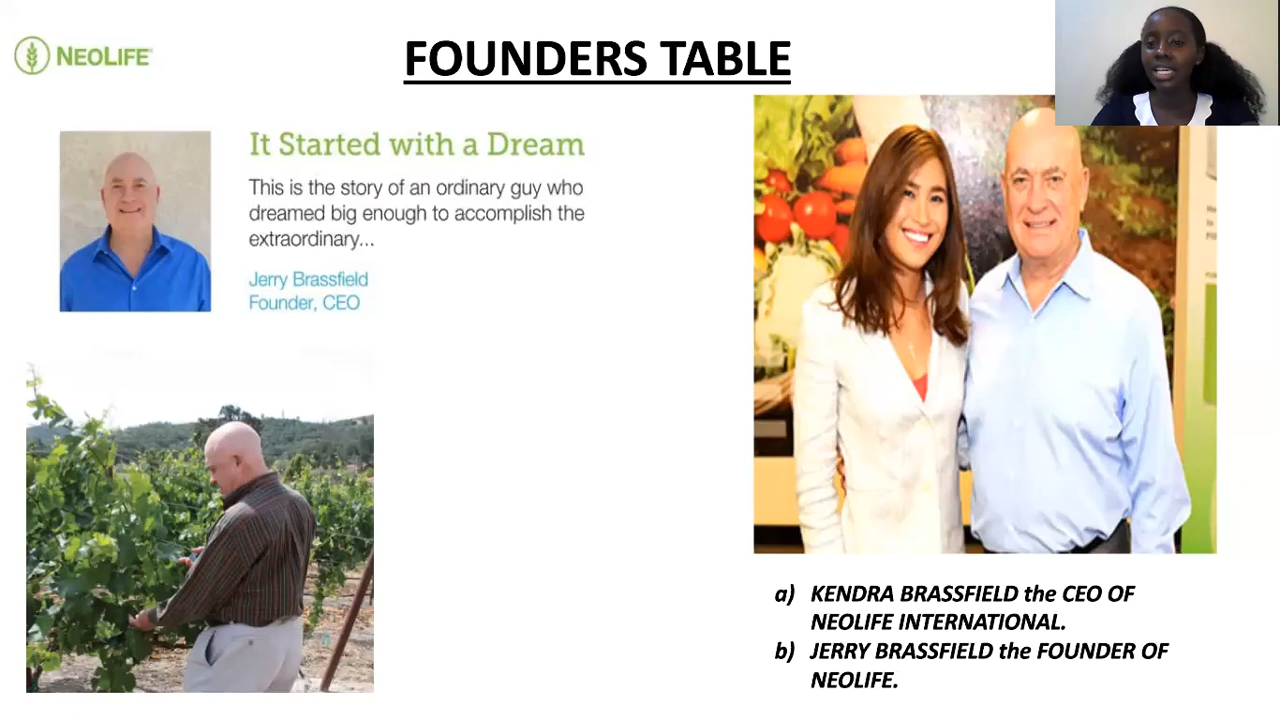 NEOLIFE
FOUNDERS TABLE
It Started with a Dream
This is the story of an ordinary guy who
dreamed big enough to accomplish the
extraordinary...
Jerry Brassfield
Founder, CEO
a) KENDRA BRASSFIELD the CEO OF
NEOLIFE INTERNATIONAL.
b) JERRY BRASSFIELD the FOUNDER OF
NEOLIFE.